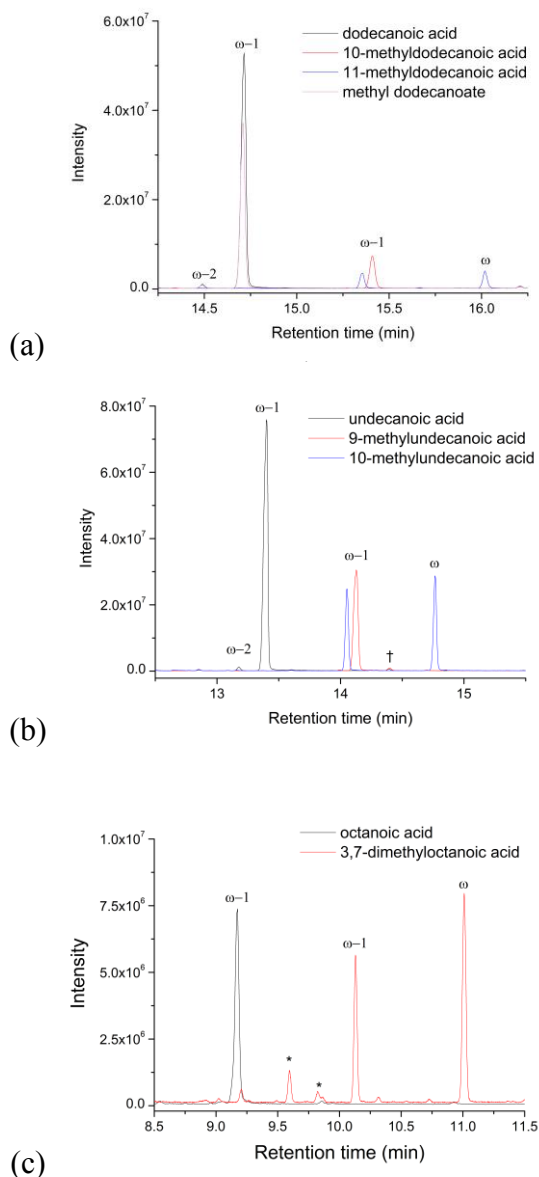 6.0x10⁷
4.0x10⁷
2.0x10⁷
0.0
Intensity
dodecanoic acid
10-methyldodecanoic acid
11-methyldodecanoic acid
methyl dodecanoate
ω−1
ω−2
ω−1
ω
14.5 15.0 15.5 16.0
Retention time (min)
(a)
8.0x10⁷
6.0x10⁷
4.0x10⁷
2.0x10⁷
0.0
Intensity
undecanoic acid
9-methylundecanoic acid
10-methylundecanoic acid
ω−1
ω−2
ω−1
ω
†
13 14 15
Retention time (min)
(b)
1.0x10⁷
7.5x10⁶
5.0x10⁶
2.5x10⁶
0.0
Intensity
octanoic acid
3,7-dimethyloctanoic acid
ω−1
*
*
ω−1
ω
8.5 9.0 9.5 10.0 10.5 11.0 11.5
Retention time (min)
(c)